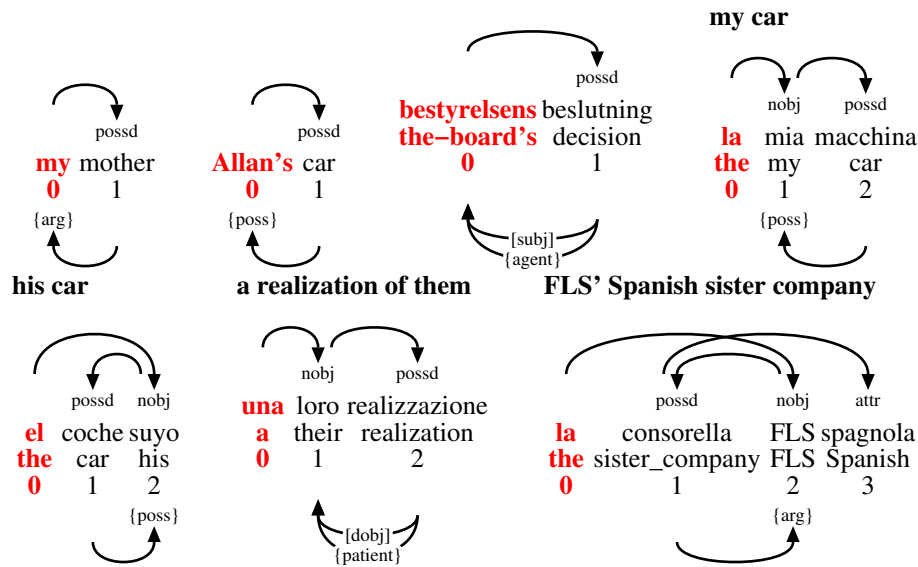 my car
possd
my mother
my mother
0 1
{arg}
possd
Allan's car
0 1
{poss}
possd
bestyrelsens beslutning
the-board's decision
0 1
[subj]
{agent}
nobj possd
la mia macchina
the my car
0 1 2
{poss}
his car
a realization of them
FLS' Spanish sister company
possd nobj
el coche suyo
the car his
0 1 2
{poss}
nobj possd
una loro realizzazione
a their realization
0 1 2
[dobj]
{patient}
possd nobj attr
la consorella FLS spagnola
the sister_company FLS Spanish
0 1 2 3
{arg}